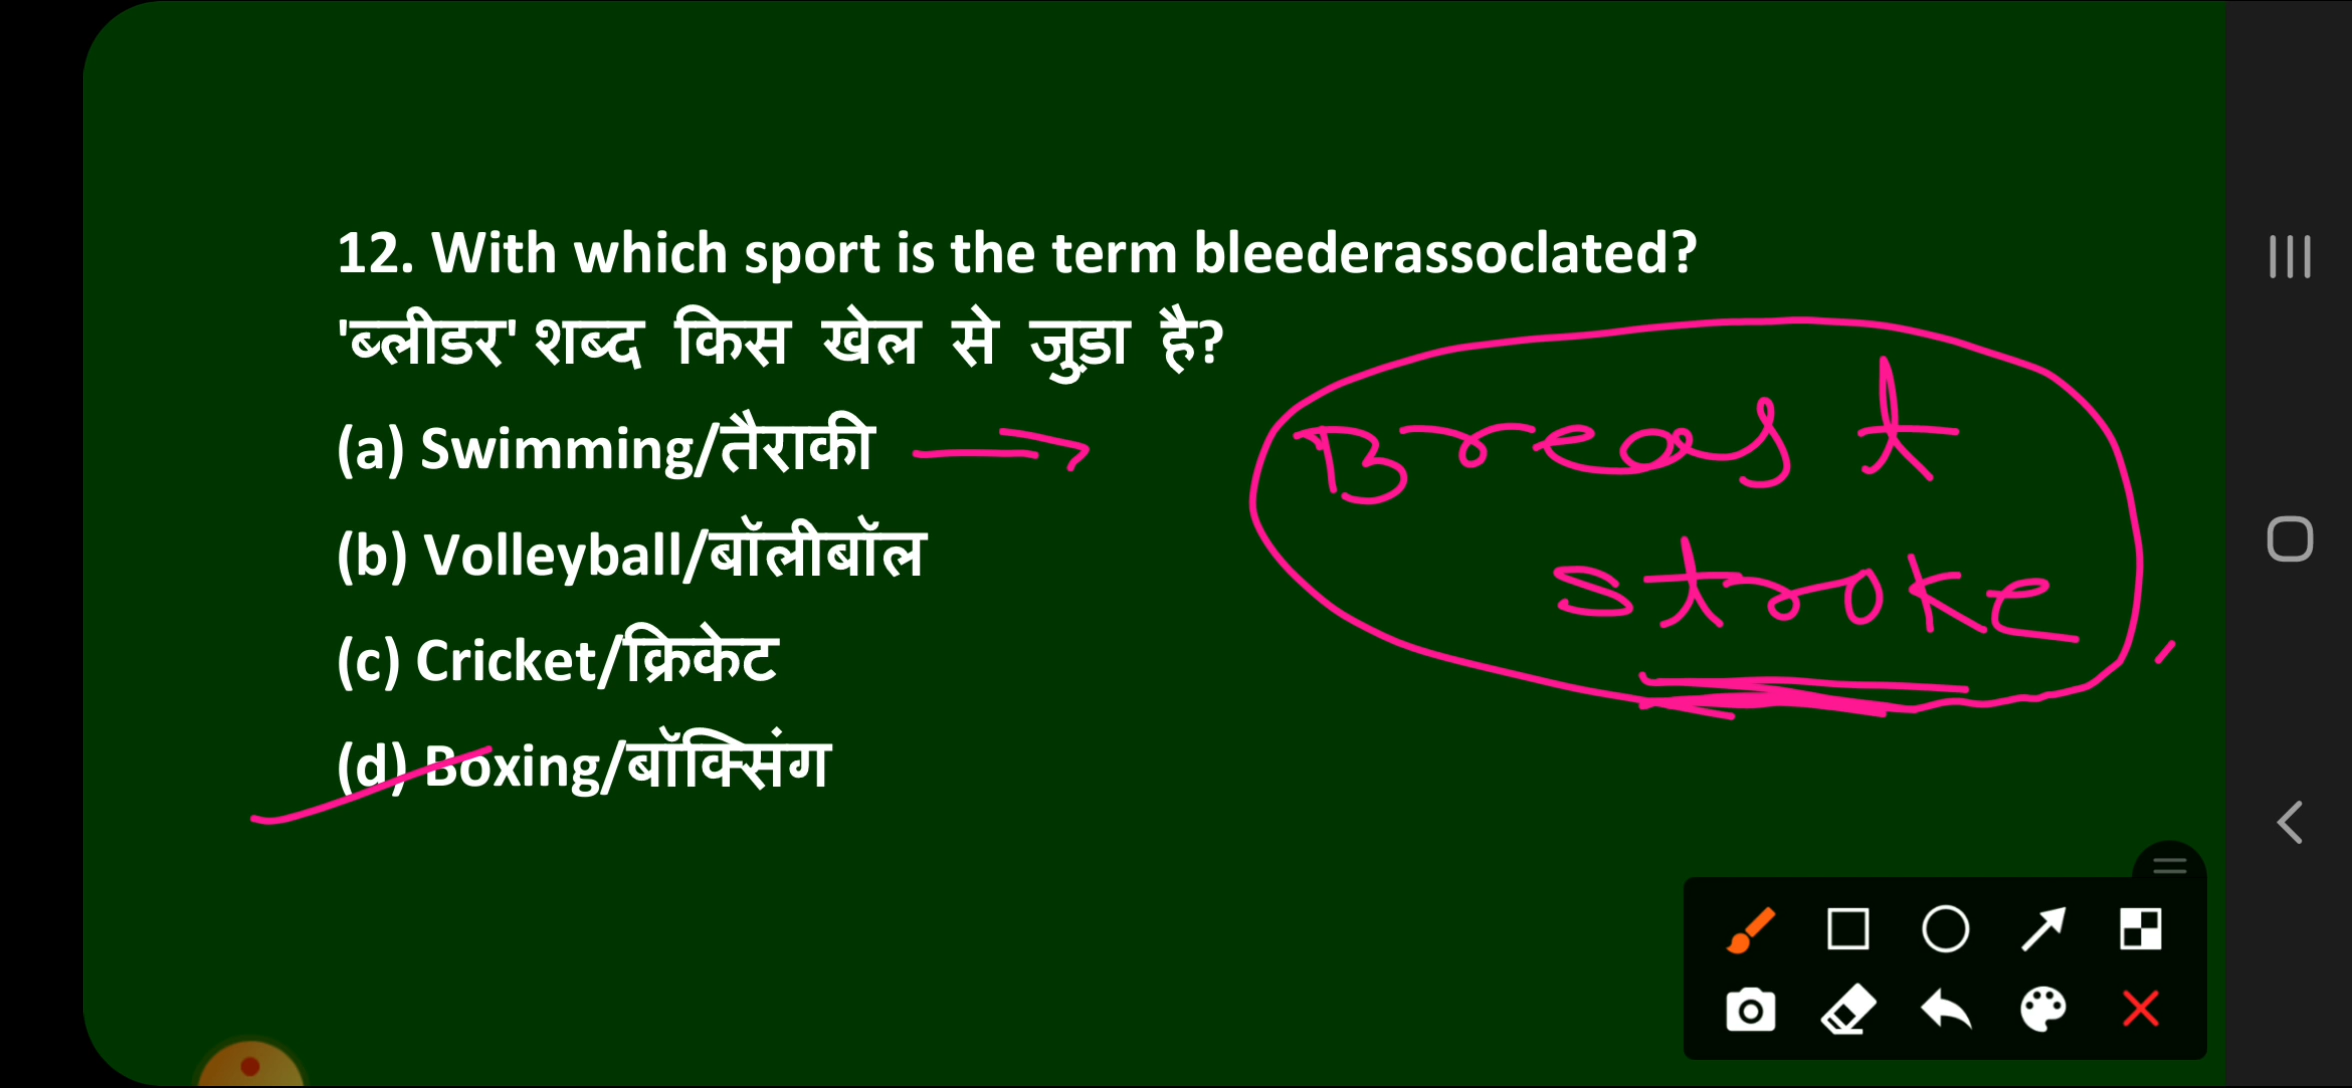 12. With which sport is the term bleederassoclated?
'ब्लीडर' शब्द किस खेल से जुड़ा है?
(a) Swimming/तैराकी
(b) Volleyball/बॉलीबॉल
(c) Cricket/क्रिकेट
(d) Boxing/बॉक्सिंग
Breast
stroke